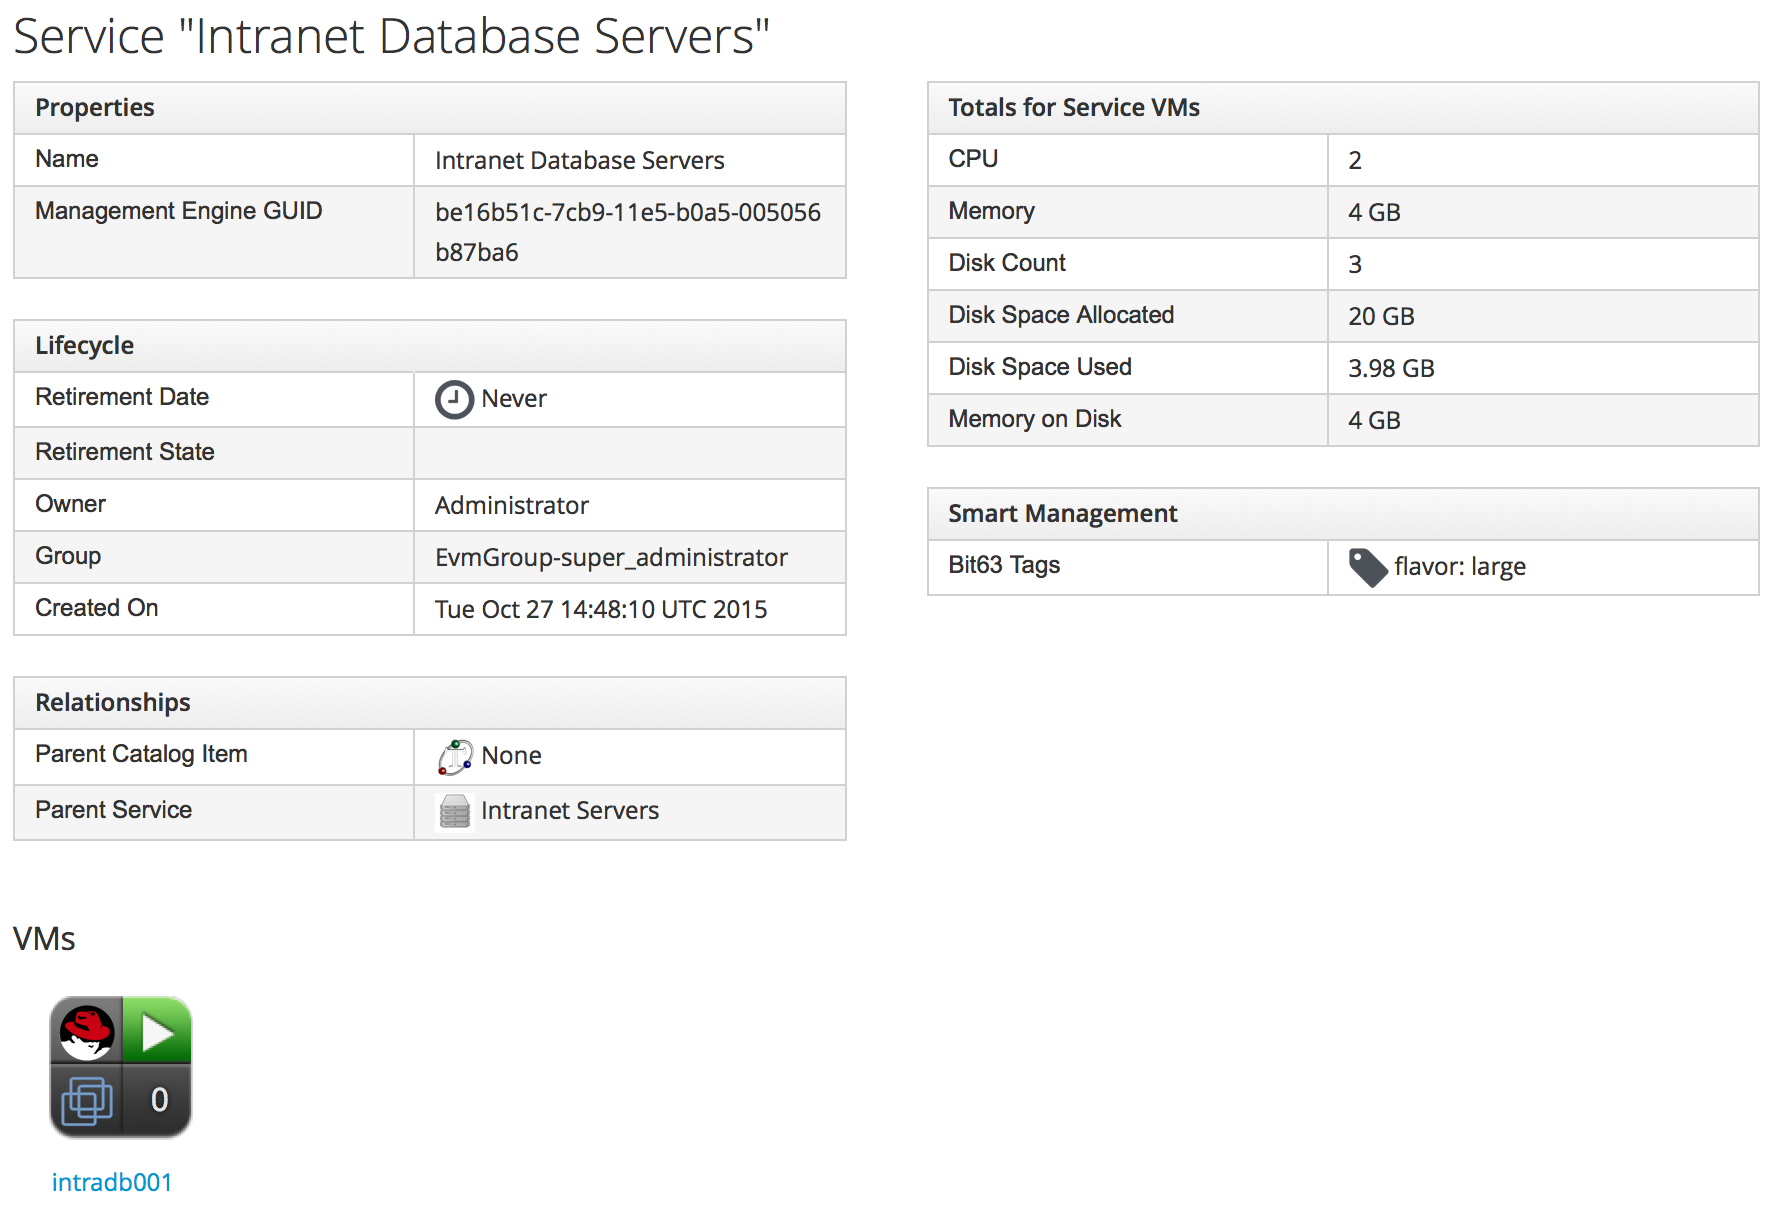 Service "Intranet Database Servers"
Properties
Name Intranet Database Servers
Management Engine GUID be16b51c-7cb9-11e5-b0a5-005056
b87ba6
Lifecycle
Retirement Date Never
Retirement State
Owner Administrator
Group EvmGroup-super_administrator
Created On Tue Oct 27 14:48:10 UTC 2015
Relationships
Parent Catalog Item None
Parent Service Intranet Servers
Totals for Service VMs
CPU 2
Memory 4 GB
Disk Count 3
Disk Space Allocated 20 GB
Disk Space Used 3.98 GB
Memory on Disk 4 GB
Smart Management
Bit63 Tags flavor: large
VMs
0
intradb001